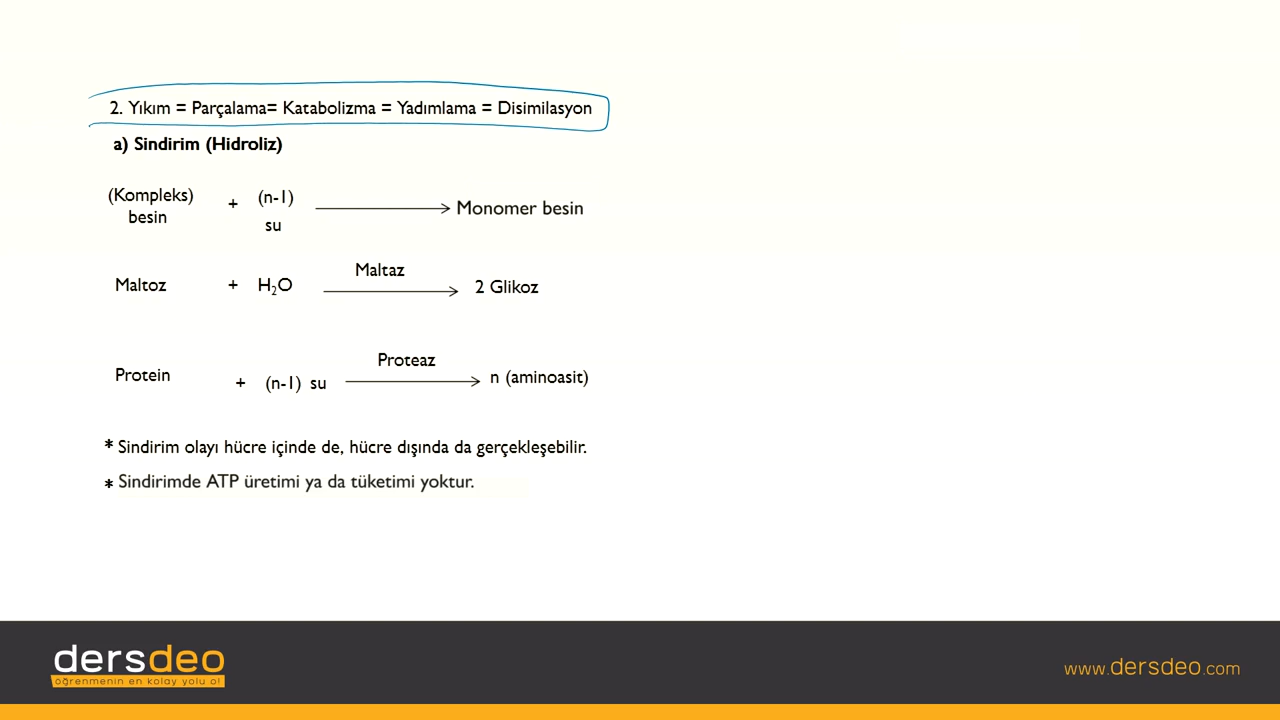 2. Yıkım = Parçalama= Katabolizma = Yadımlama = Disimilasyon
a) Sindirim (Hidroliz)
(Kompleks) besin + (n-1) su → Monomer besin
Maltaz
Maltoz + H₂O → 2 Glikoz
Proteaz
Protein + (n-1) su → n (aminoasit)
* Sindirim olayı hücre içinde de, hücre dışında da gerçekleşebilir.
* Sindirimde ATP üretimi ya da tüketimi yoktur.
dersdeo
öğrenmenin en kolay yolu o!
www.dersdeo.com